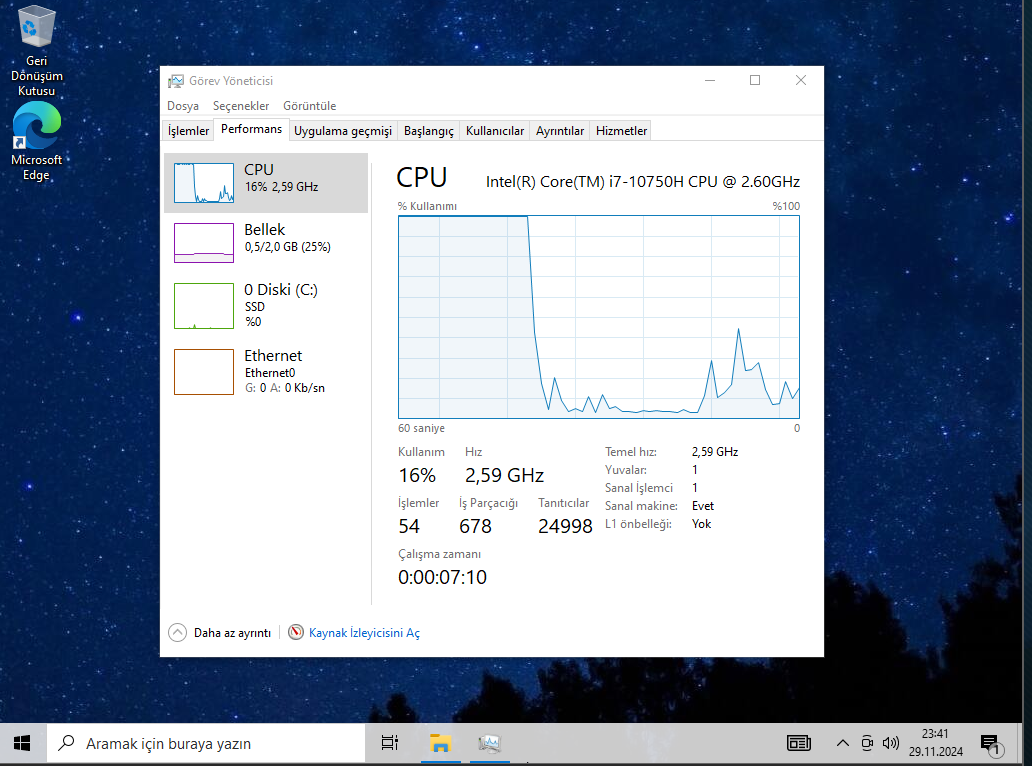 Geri
Dönüşüm
Kutusu
Microsoft
Edge
Görev Yöneticisi
Dosya Seçenekler Görüntüle
İşlemler Performans Uygulama geçmişi Başlangıç Kullanıcılar Ayrıntılar Hizmetler
CPU
16% 2,59 GHz
Bellek
0,5/2,0 GB (25%)
0 Diski (C:)
SSD
%0
Ethernet
Ethernet0
G: 0 A: 0 Kb/sn
CPU Intel(R) Core(TM) i7-10750H CPU @ 2.60GHz
% Kullanımı %100
60 saniye 0
Kullanım Hız
16% 2,59 GHz
İşlemler İş Parçacığı Tanıtıcılar
54 678 24998
Çalışma zamanı
0:00:07:10
Temel hız: 2,59 GHz
Yuvalar: 1
Sanal İşlemci 1
Sanal makine: Evet
L1 önbelleği: Yok
Daha az ayrıntı Kaynak İzleyicisini Aç
Aramak için buraya yazın
23:41
29.11.2024
1